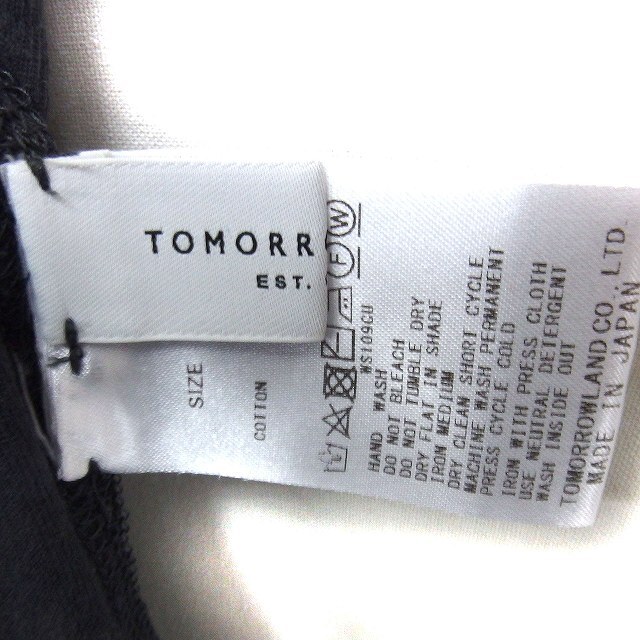 TOMORR
EST.
SIZE
COTTON
W
F
WS109CU
HAND WASH
DO NOT BLEACH
DO NOT TUMBLE DRY
DRY FLAT IN SHADE
IRON MEDIUM
DRY CLEAN SHORT CYCLE
MACHINE WASH PERMANENT
PRESS CYCLE COLD
IRON WITH PRESS CLOTH
USE NEUTRAL DETERGENT
WASH INSIDE OUT
TOMORROWLAND CO., LTD.
MADE IN JAPAN